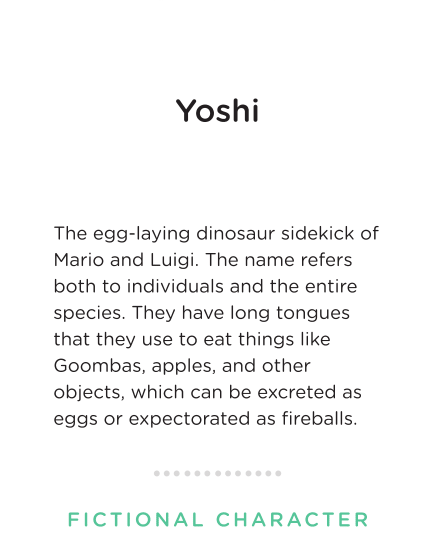 Yoshi
The egg-laying dinosaur sidekick of
Mario and Luigi. The name refers
both to individuals and the entire
species. They have long tongues
that they use to eat things like
Goombas, apples, and other
objects, which can be excreted as
eggs or expectorated as fireballs.
FICTIONAL CHARACTER